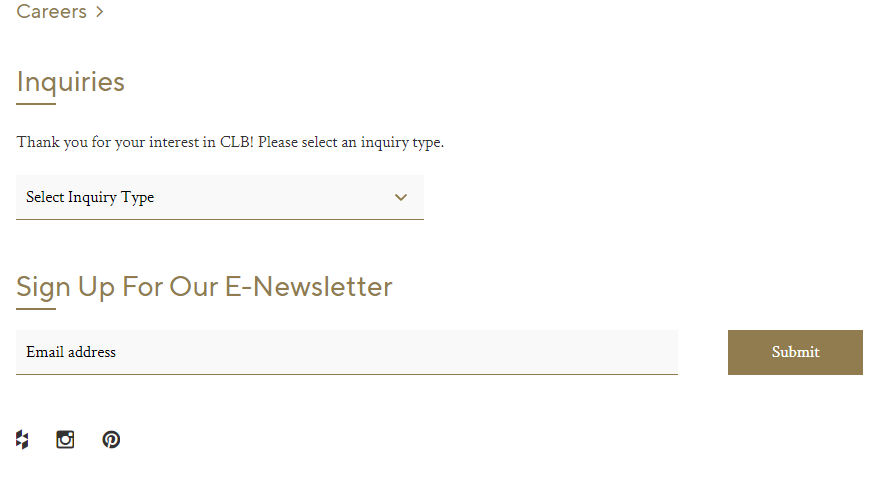 Careers
Inquiries
Thank you for your interest in CLB! Please select an inquiry type.
Select Inquiry Type
Sign Up For Our E-Newsletter
Email address
Submit